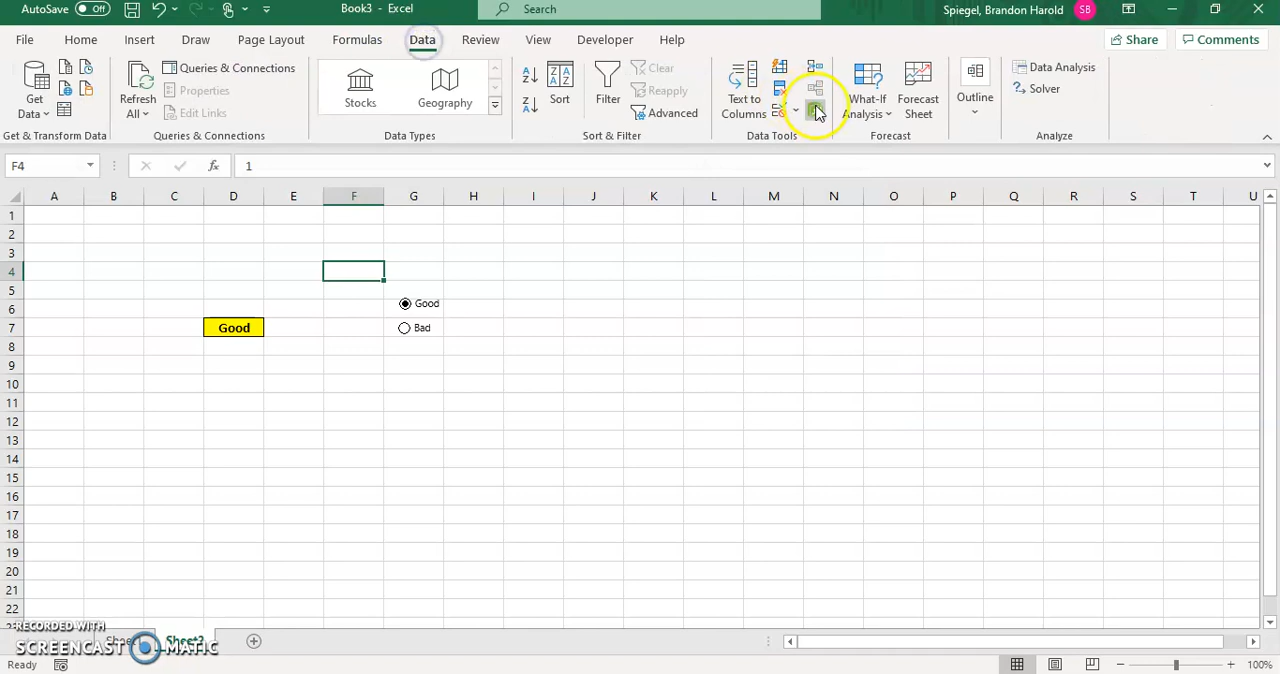 AutoSave Off Book3 - Excel Search Spiegel, Brandon Harold SB
File Home Insert Draw Page Layout Formulas Data Review View Developer Help Share Comments
Get Data Refresh All Queries & Connections Properties Edit Links Stocks Geography Sort Filter Clear Reapply Advanced Text to Columns What-If Analysis Forecast Sheet Outline Data Analysis Solver
Get & Transform Data Queries & Connections Data Types Sort & Filter Data Tools Forecast Analyze
F4 fx 1
A B C D E F G H I J K L M N O P Q R S T U
1
2
3
4
5
6 Good
7 Good Bad
8
9
10
11
12
13
14
15
16
17
18
19
20
21
22
RECORDED WITH
SCREENCAST MATIC
Sheet2
Ready 100%